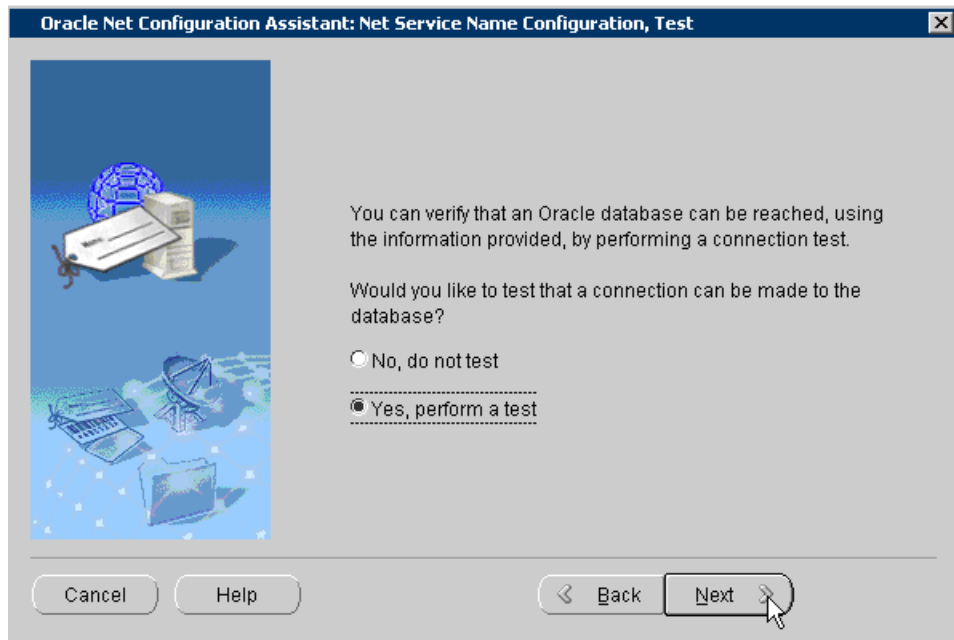 Oracle Net Configuration Assistant: Net Service Name Configuration, Test
You can verify that an Oracle database can be reached, using
the information provided, by performing a connection test.
Would you like to test that a connection can be made to the
database?
No, do not test
Yes, perform a test
Cancel
Help
Back
Next